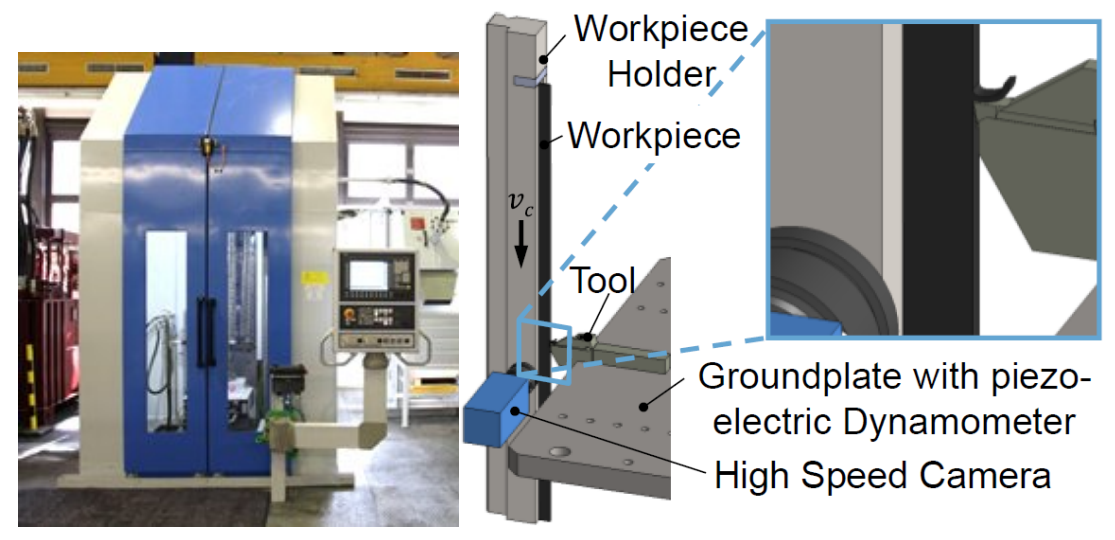 Workpiece
Holder
Workpiece
v_c
Tool
Groundplate with piezo-
electric Dynamometer
High Speed Camera